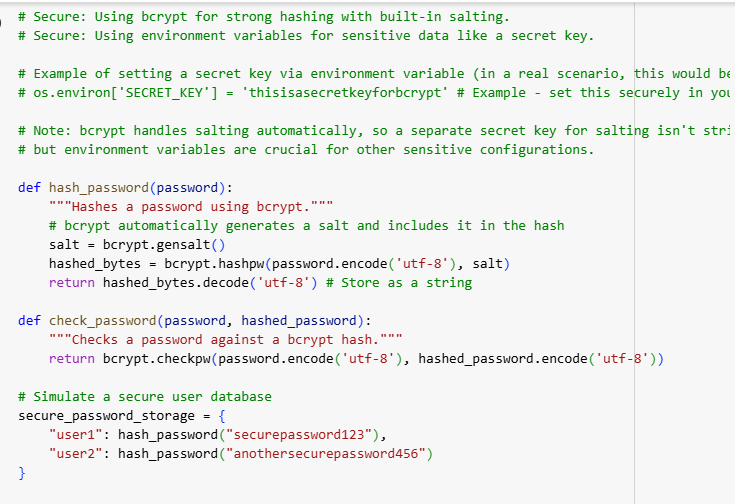 # Secure: Using bcrypt for strong hashing with built-in salting.
# Secure: Using environment variables for sensitive data like a secret key.
# Example of setting a secret key via environment variable (in a real scenario, this would
# os.environ['SECRET_KEY'] = 'thisisasecretkeyforbcrypt' # Example - set this securely in
# Note: bcrypt handles salting automatically, so a separate secret key for salting isn't
# but environment variables are crucial for other sensitive configurations.
def hash_password(password):
    """Hashes a password using bcrypt."""
    # bcrypt automatically generates a salt and includes it in the hash
    salt = bcrypt.gensalt()
    hashed_bytes = bcrypt.hashpw(password.encode('utf-8'), salt)
    return hashed_bytes.decode('utf-8') # Store as a string
def check_password(password, hashed_password):
    """Checks a password against a bcrypt hash."""
    return bcrypt.checkpw(password.encode('utf-8'), hashed_password.encode('utf-8'))
# Simulate a secure user database
secure_password_storage = {
    "user1": hash_password("securepassword123"),
    "user2": hash_password("anothersecurepassword456")
}